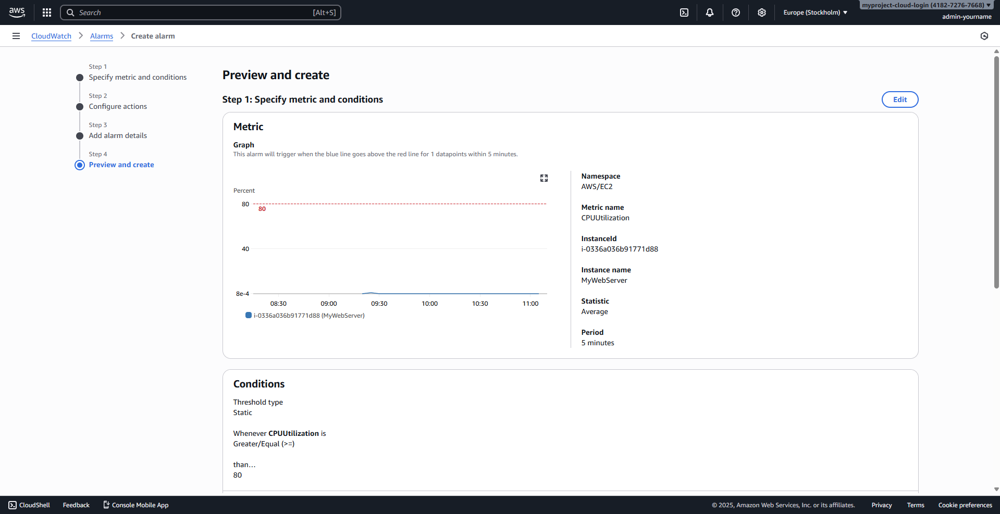 aws
Search
[Alt+S]
Europe (Stockholm)
myproject-cloud-login (4182-7276-7668)
admin-yourname
CloudWatch
Alarms
Create alarm
Step 1
Specify metric and conditions
Step 2
Configure actions
Step 3
Add alarm details
Step 4
Preview and create
Preview and create
Step 1: Specify metric and conditions
Edit
Metric
Graph
This alarm will trigger when the blue line goes above the red line for 1 datapoints within 5 minutes.
Percent
80
80
40
8e-4
08:30
09:00
09:30
10:00
10:30
11:00
i-0336a036b91771d88 (MyWebServer)
Namespace
AWS/EC2
Metric name
CPUUtilization
InstanceId
i-0336a036b91771d88
Instance name
MyWebServer
Statistic
Average
Period
5 minutes
Conditions
Threshold type
Static
Whenever CPUUtilization is
Greater/Equal (>=)
than…
80
CloudShell
Feedback
Console Mobile App
© 2025, Amazon Web Services, Inc. or its affiliates.
Privacy
Terms
Cookie preferences